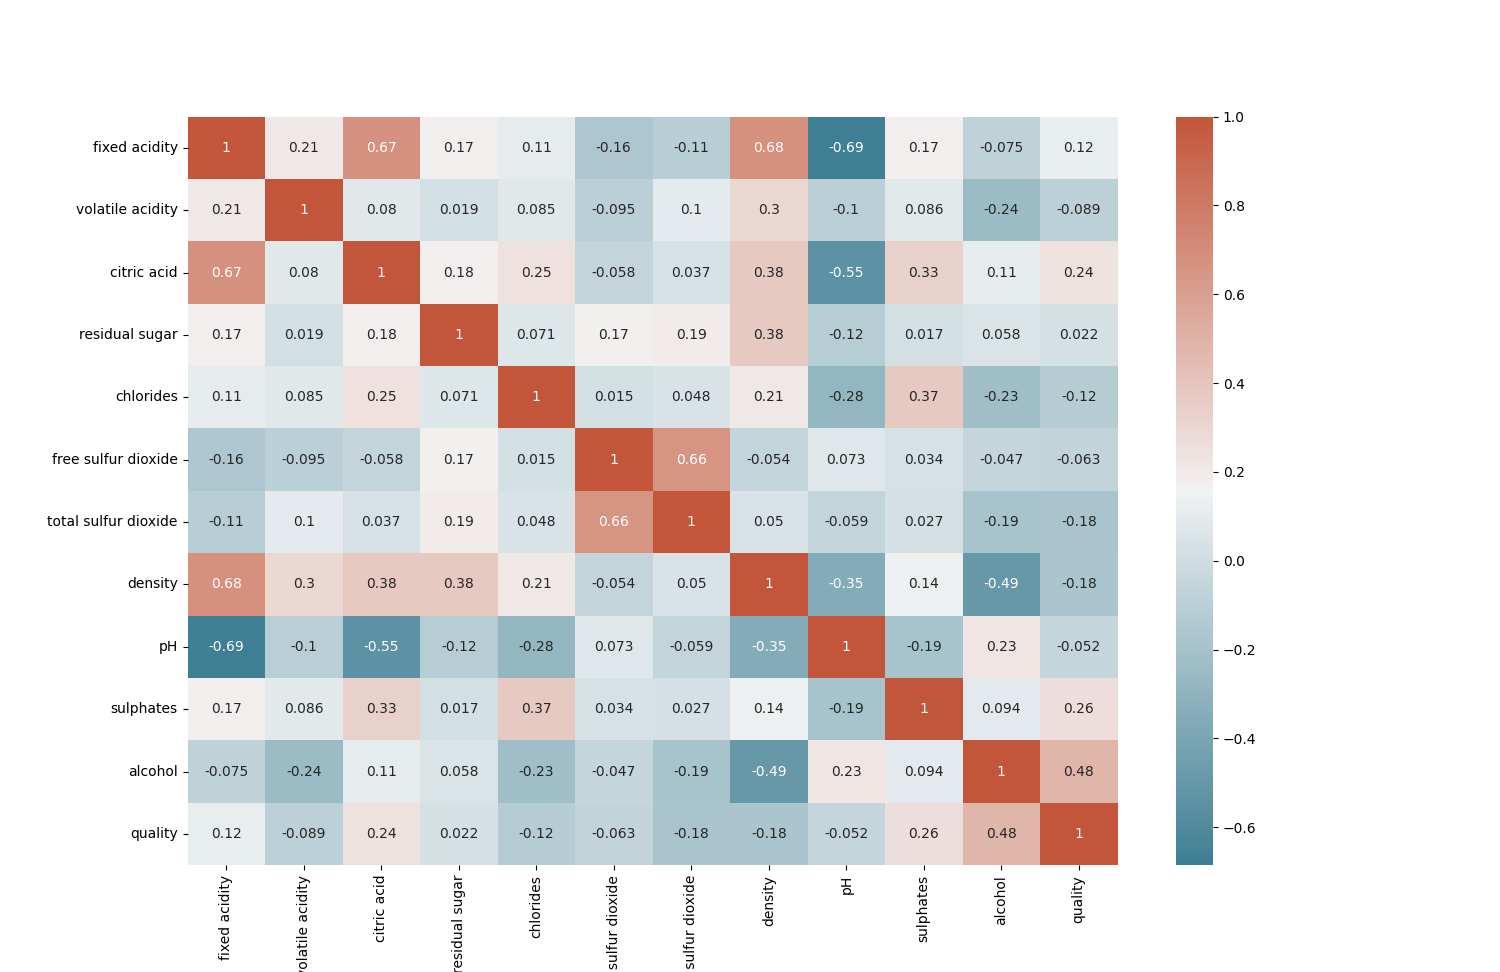 fixed acidity 1 0.21 0.67 0.17 0.11 -0.16 -0.11 0.68 -0.69 0.17 -0.075 0.12
volatile acidity 0.21 1 0.08 0.019 0.085 -0.095 0.1 0.3 -0.1 0.086 -0.24 -0.089
citric acid 0.67 0.08 1 0.18 0.25 -0.058 0.037 0.38 -0.55 0.33 0.11 0.24
residual sugar 0.17 0.019 0.18 1 0.071 0.17 0.19 0.38 -0.12 0.017 0.058 0.022
chlorides 0.11 0.085 0.25 0.071 1 0.015 0.048 0.21 -0.28 0.37 -0.23 -0.12
free sulfur dioxide -0.16 -0.095 -0.058 0.17 0.015 1 0.66 -0.054 0.073 0.034 -0.047 -0.063
total sulfur dioxide -0.11 0.1 0.037 0.19 0.048 0.66 1 0.05 -0.059 0.027 -0.19 -0.18
density 0.68 0.3 0.38 0.38 0.21 -0.054 0.05 1 -0.35 0.14 -0.49 -0.18
pH -0.69 -0.1 -0.55 -0.12 -0.28 0.073 -0.059 -0.35 1 -0.19 0.23 -0.052
sulphates 0.17 0.086 0.33 0.017 0.37 0.034 0.027 0.14 -0.19 1 0.094 0.26
alcohol -0.075 -0.24 0.11 0.058 -0.23 -0.047 -0.19 -0.49 0.23 0.094 1 0.48
quality 0.12 -0.089 0.24 0.022 -0.12 -0.063 -0.18 -0.18 -0.052 0.26 0.48 1
fixed acidity
volatile acidity
citric acid
residual sugar
chlorides
sulfur dioxide
sulfur dioxide
density
pH
sulphates
alcohol
quality
1.0
0.8
0.6
0.4
0.2
0.0
−0.2
−0.4
−0.6